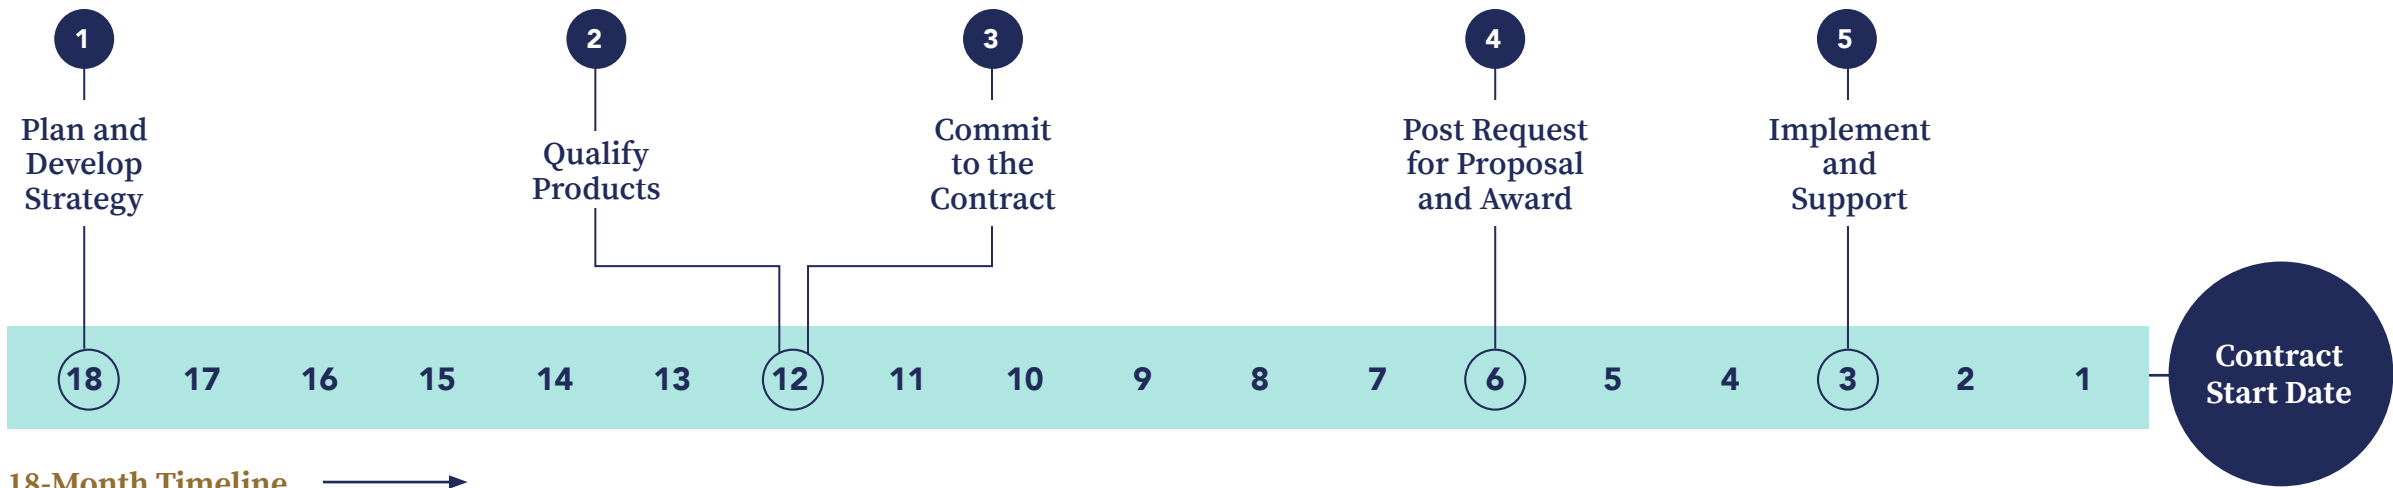 1
2
3
4
5
Plan and
Develop
Strategy
Qualify
Products
Commit
to the
Contract
Post Request
for Proposal
and Award
Implement
and
Support
18 17 16 15 14 13 12 11 10 9 8 7 6 5 4 3 2 1
Contract
Start Date
18-Month Timeline